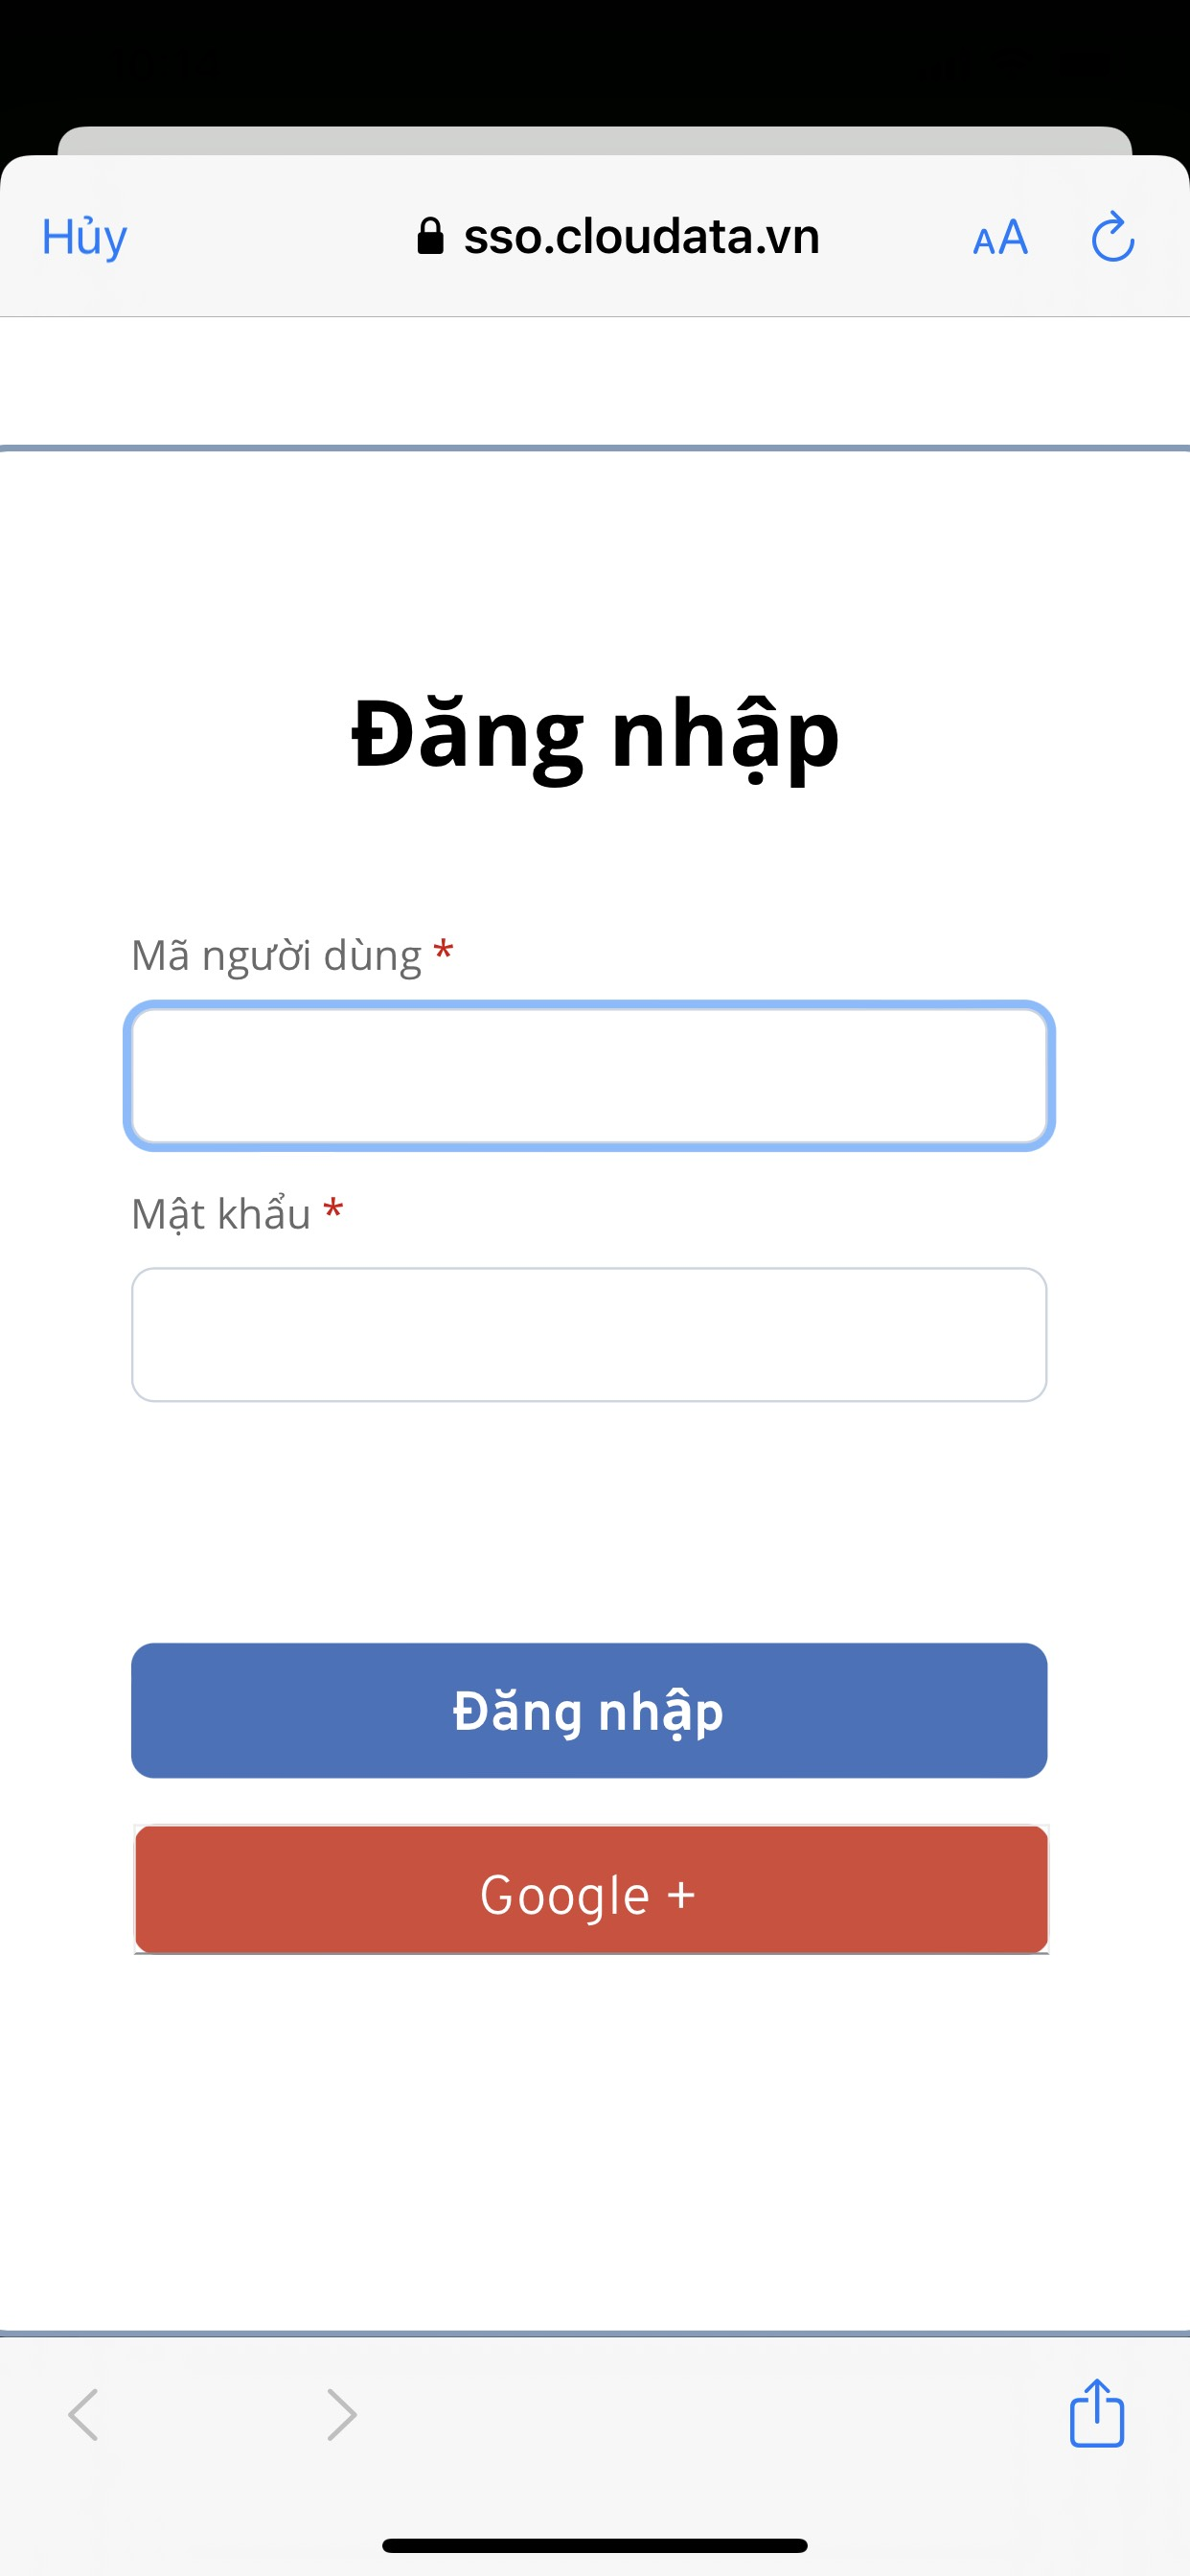 Hủy
sso.cloudata.vn
AA
Đăng nhập
Mã người dùng *
Mật khẩu *
Đăng nhập
Google +